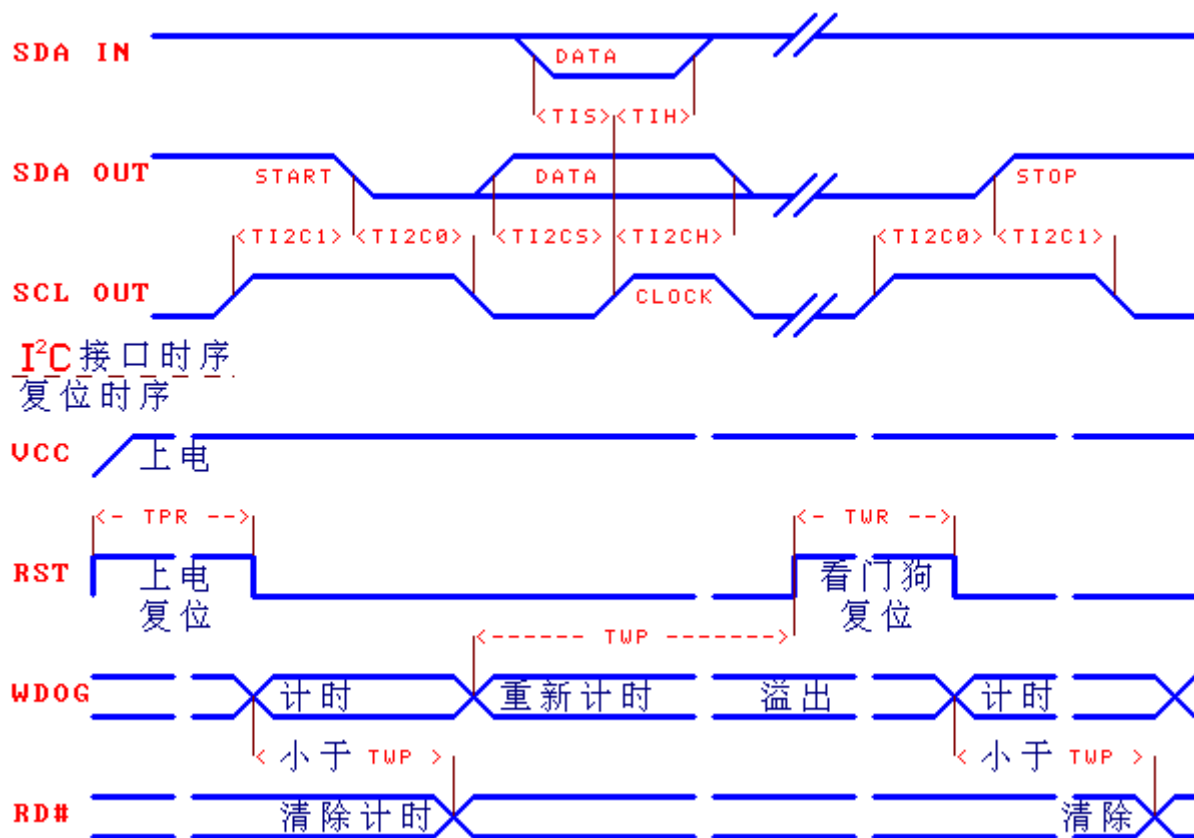 SDA IN
DATA
<TIS><TIH>
SDA OUT
START
DATA
STOP
<TI2C1><TI2C0><TI2CS><TI2CH>
<TI2C0><TI2C1>
SCL OUT
CLOCK
I²C接口时序
复位时序
VCC
上电
<- TPR -->
<- TWR -->
RST
上电
复位
看门狗
复位
<------ TWP ------->
WDOG
计时
重新计时
溢出
计时
< 小于 TWP >
< 小于 TWP >
RD#
清除计时
清除